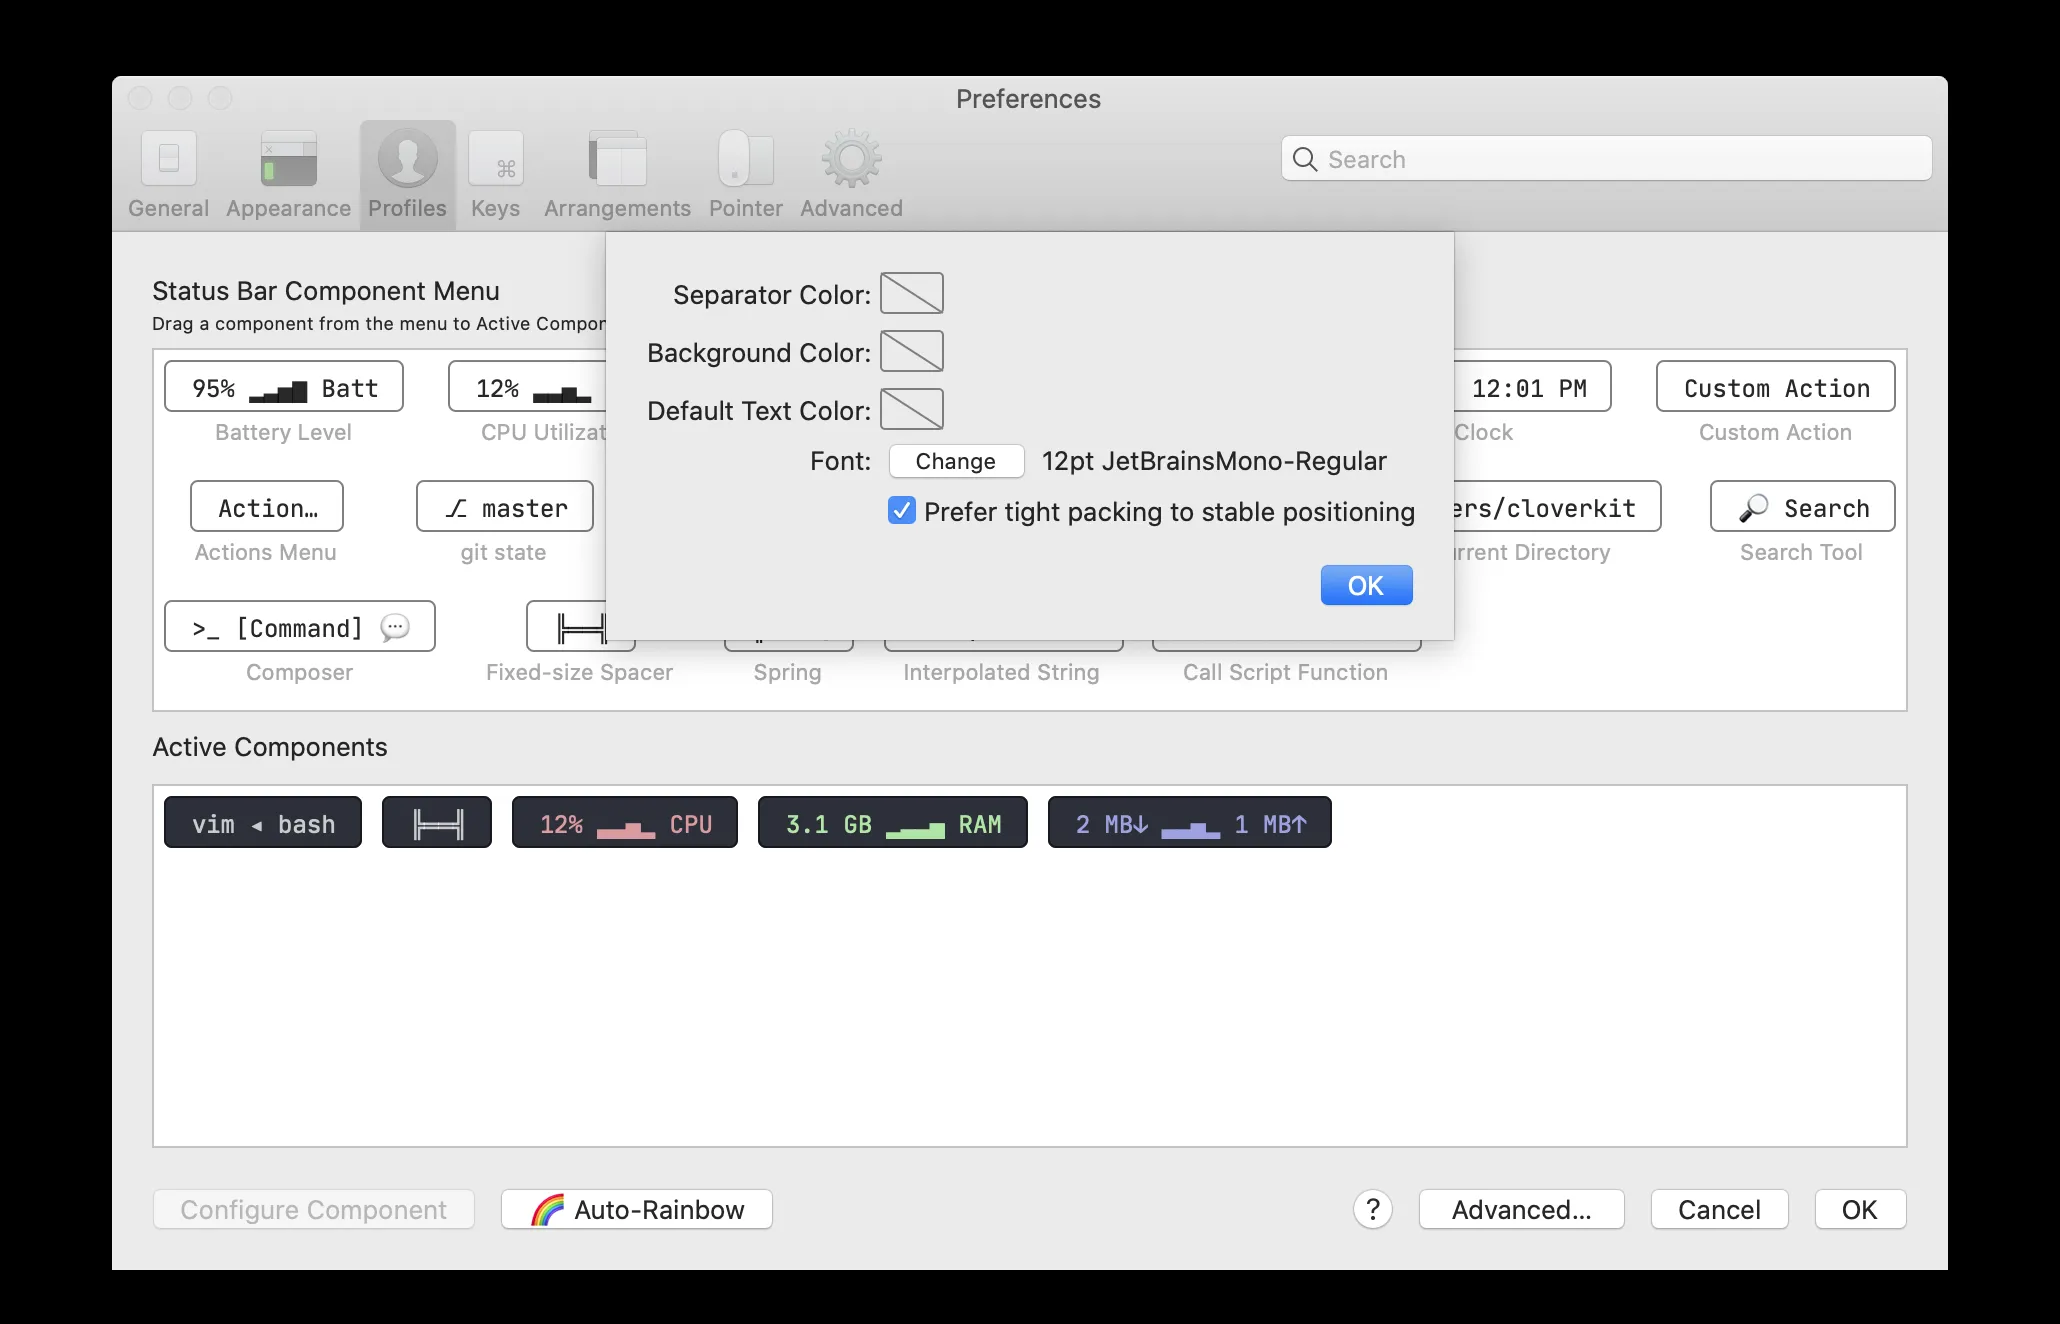 Preferences
General Appearance Profiles Keys Arrangements Pointer Advanced
Search
Separator Color:
Background Color:
Default Text Color:
Font: Change 12pt JetBrainsMono-Regular
Prefer tight packing to stable positioning
OK
Status Bar Component Menu
Drag a component from the menu to Active
95% Batt 12% 12:01 PM Custom Action
Battery Level CPU Clock Custom Action
Action… master /cloverkit Search
Actions Menu git state Directory Search Tool
>_ [Command]
Composer Fixed-size Spacer Spring Interpolated String Call Script Function
Active Components
vim ◂ bash 12% CPU 3.1 GB RAM 2 MB↓ 1 MB↑
Configure Component Auto-Rainbow ? Advanced... Cancel OK